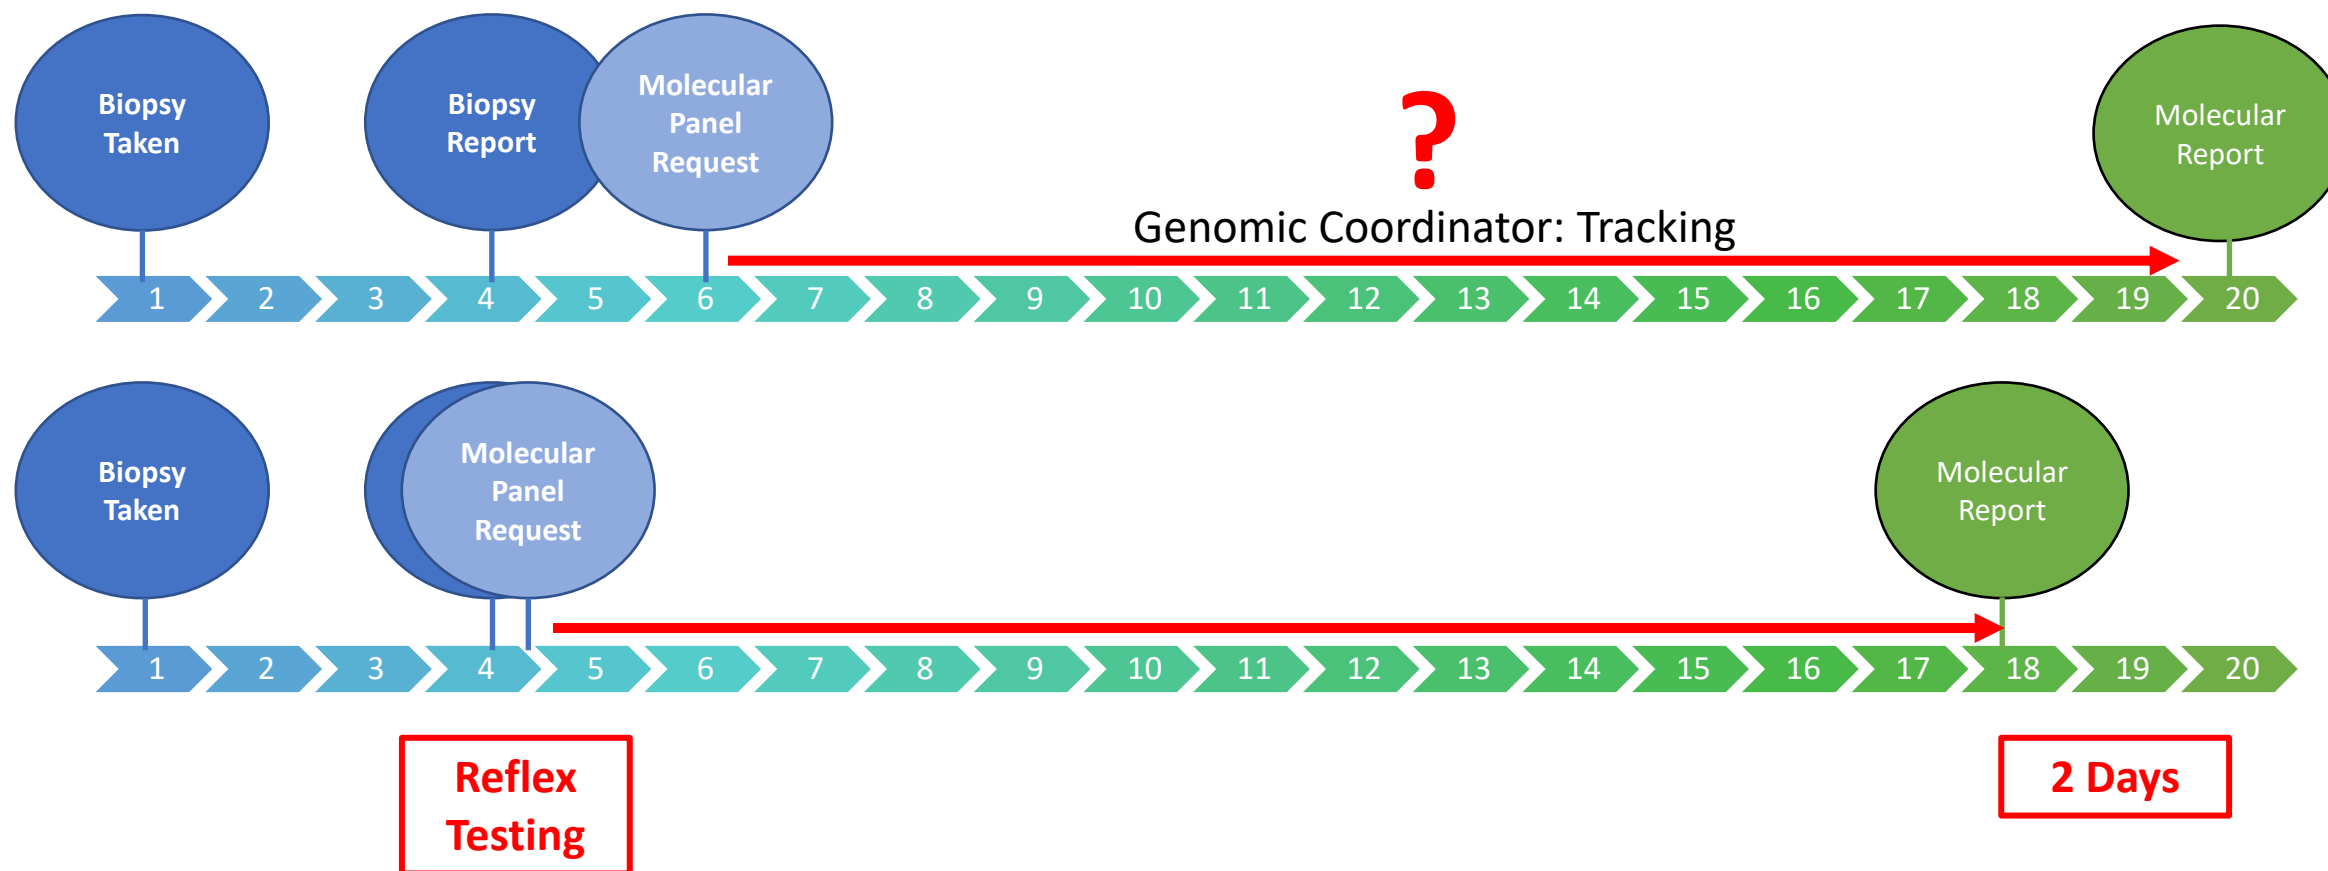 Biopsy
Taken
Biopsy
Report
Molecular
Panel
Request
?
Genomic Coordinator: Tracking
Molecular
Report
1 2 3 4 5 6 7 8 9 10 11 12 13 14 15 16 17 18 19 20
Biopsy
Taken
Molecular
Panel
Request
Molecular
Report
1 2 3 4 5 6 7 8 9 10 11 12 13 14 15 16 17 18 19 20
Reflex
Testing
2 Days